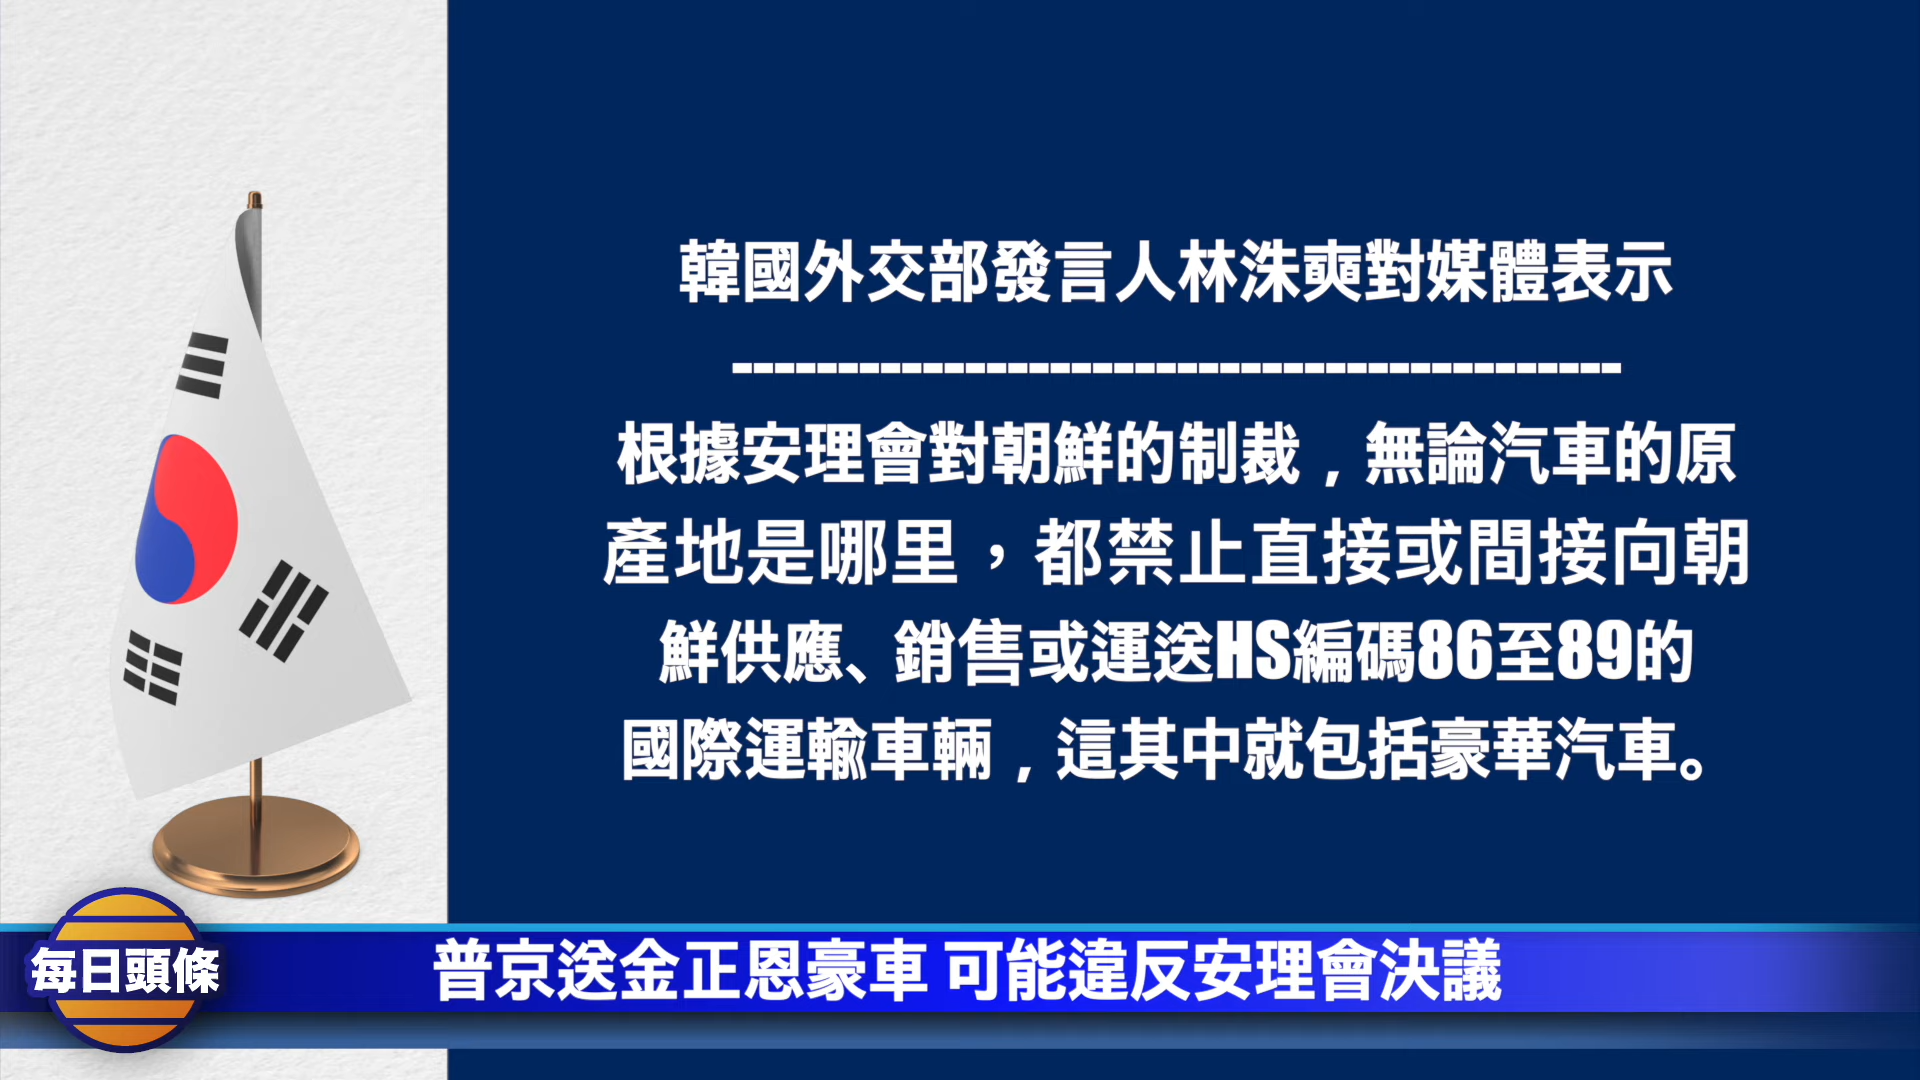 韓國外交部發言人林洙奭對媒體表示
------------------------------------------
根據安理會對朝鮮的制裁，無論汽車的原
產地是哪里，都禁止直接或間接向朝
鮮供應、銷售或運送HS編碼86至89的
國際運輸車輛，這其中就包括豪華汽車。
每日頭條
普京送金正恩豪車 可能違反安理會決議